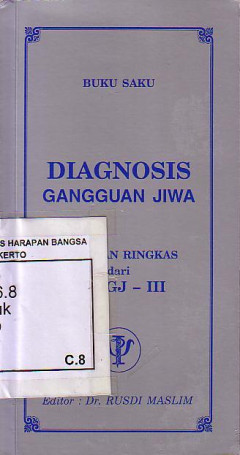 BUKU SAKU
DIAGNOSIS
GANGGUAN JIWA
S HARAPAN BANGSA
KERTO
6.8
uk
C.8
AN RINGKAS
dari
GJ – III
Editor : Dr. RUSDI MASLIM